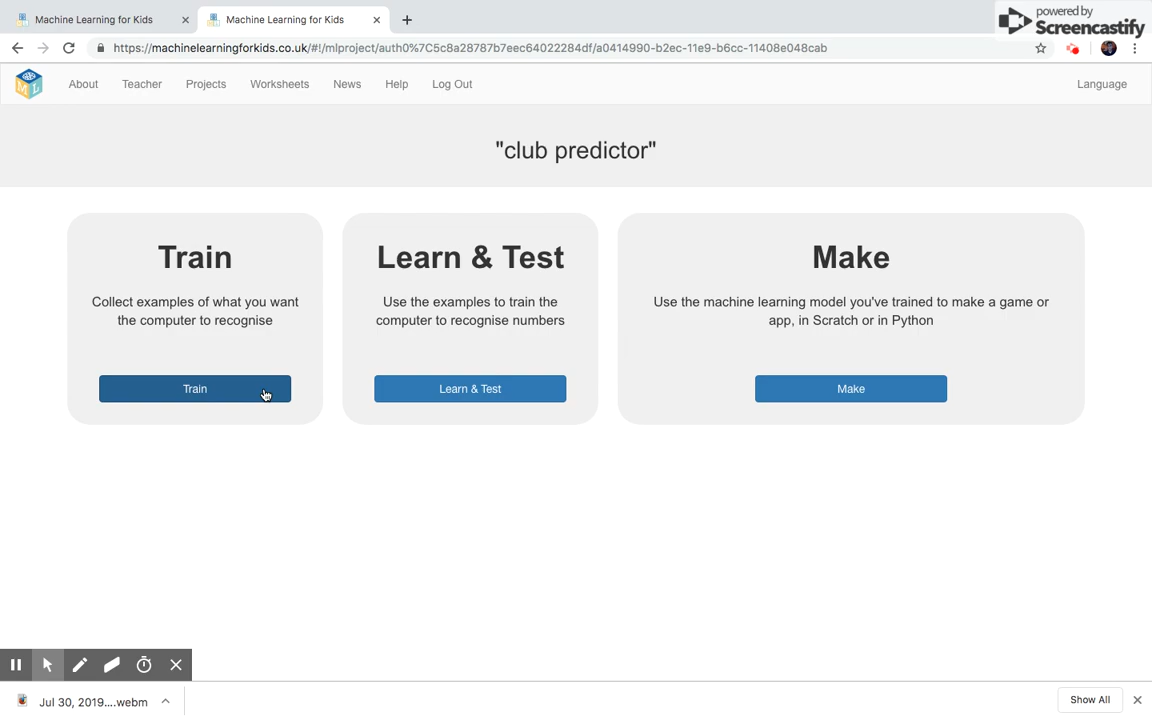 Machine Learning for Kids
Machine Learning for Kids
powered by
Screencastify
https://machinelearningforkids.co.uk/#!/mlproject/auth0%7C5c8a28787b7eec64022284df/a0414990-b2ec-11e9-b6cc-11408e048cab
M L
About
Teacher
Projects
Worksheets
News
Help
Log Out
Language
"club predictor"
Train
Collect examples of what you want
the computer to recognise
Train
Learn & Test
Use the examples to train the
computer to recognise numbers
Learn & Test
Make
Use the machine learning model you've trained to make a game or
app, in Scratch or in Python
Make
Jul 30, 2019....webm
Show All